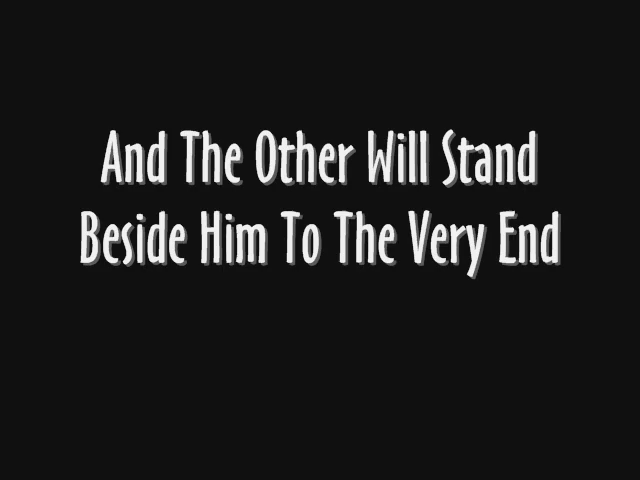 And The Other Will Stand
Beside Him To The Very End